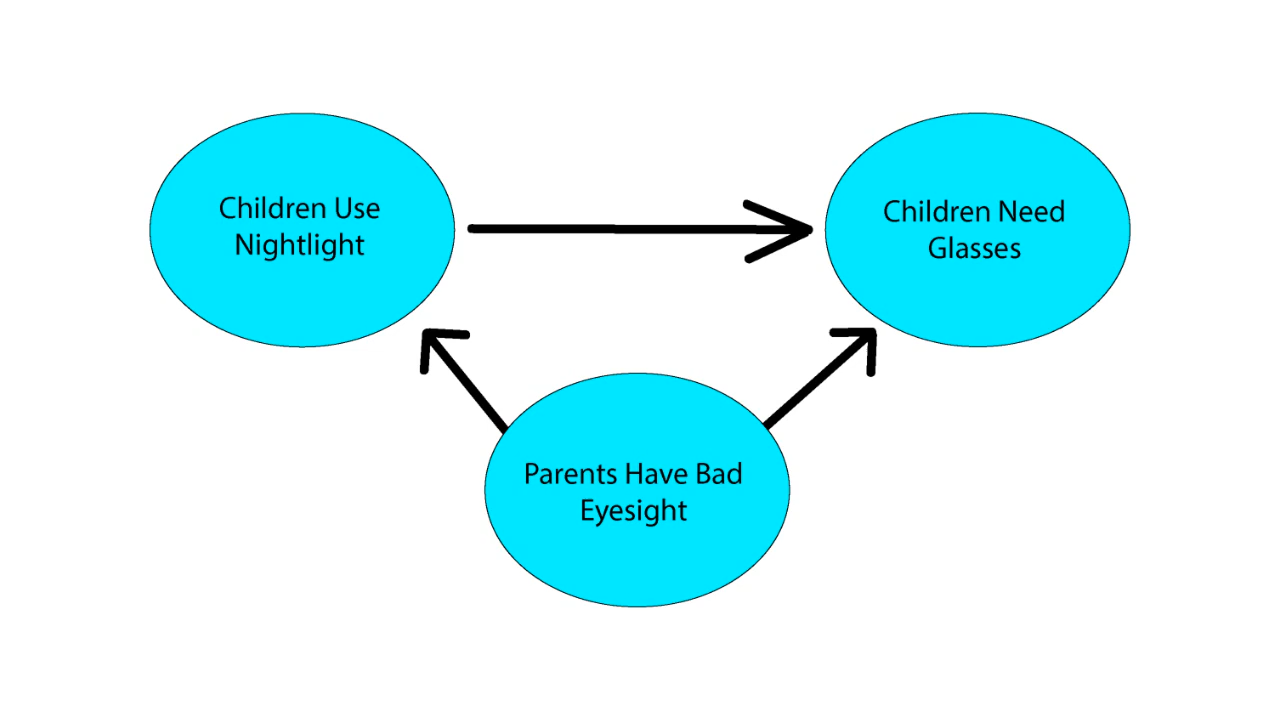 Children Use
Nightlight
Children Need
Glasses
Parents Have Bad
Eyesight